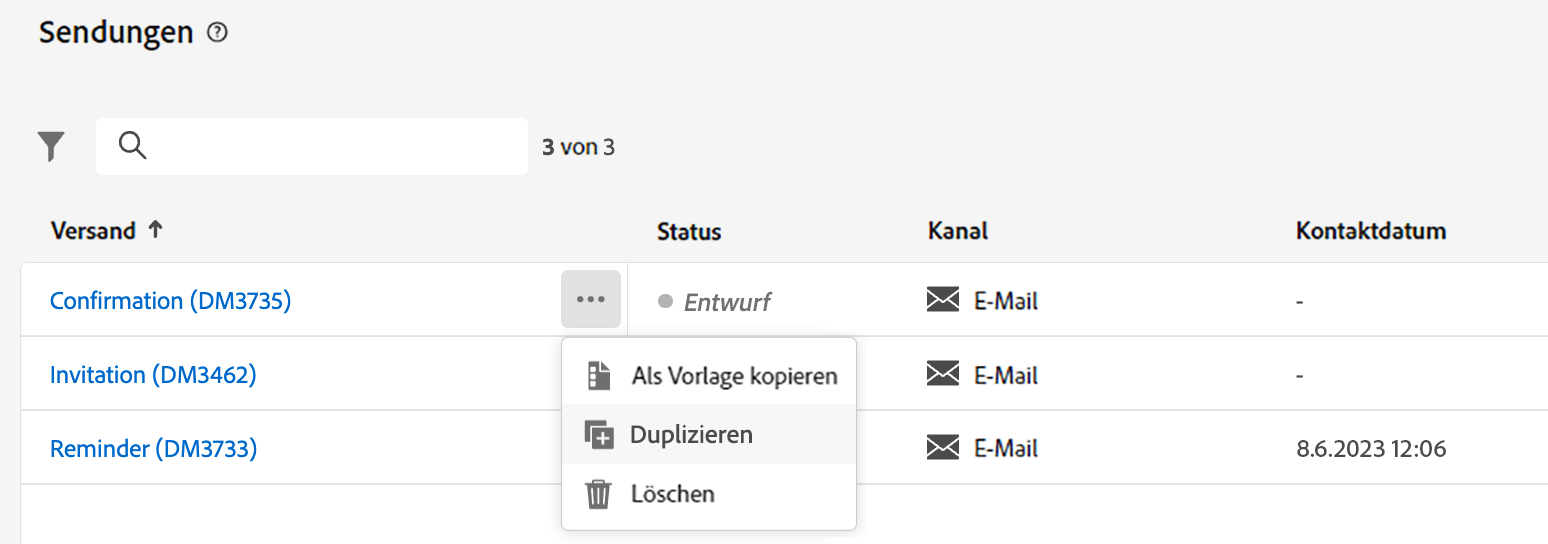 Sendungen
3 von 3
Versand Status Kanal Kontaktdatum
Confirmation (DM3735) Entwurf E-Mail -
Invitation (DM3462) E-Mail -
Als Vorlage kopieren
Duplizieren
Reminder (DM3733) E-Mail 8.6.2023 12:06
Löschen